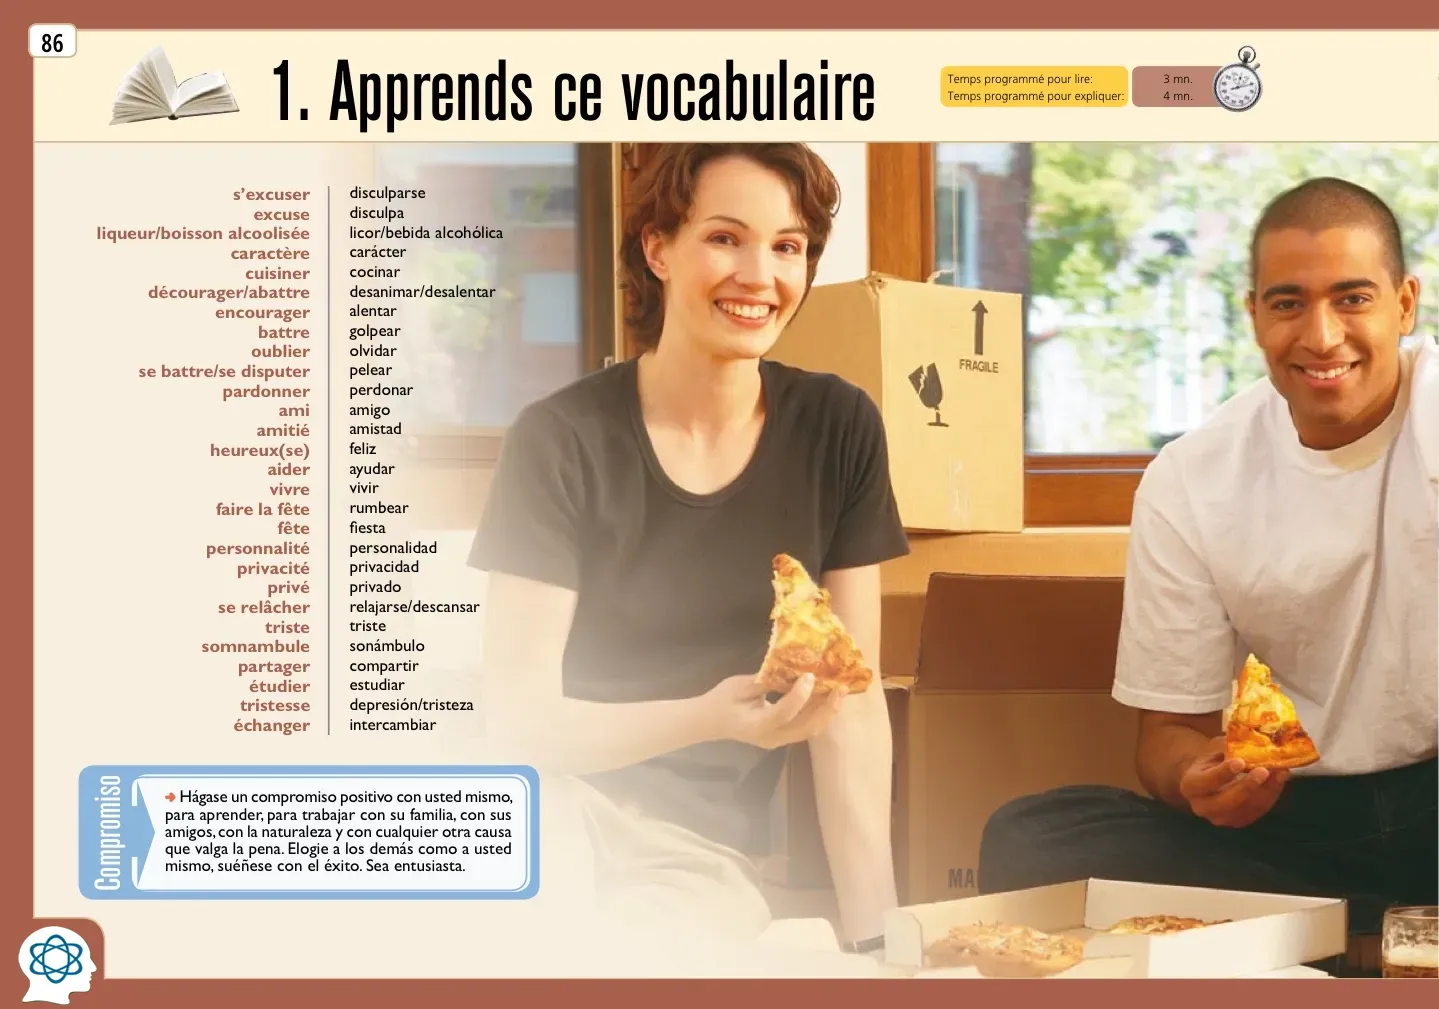 86
1. Apprends ce vocabulaire
Temps programmé pour lire: 3 mn.
Temps programmé pour expliquer: 4 mn.
s'excuser disculparse
excuse disculpa
liqueur/boisson alcoolisée licor/bebida alcohólica
caractère carácter
cuisiner cocinar
décourager/abattre desanimar/desalentar
encourager alentar
battre golpear
oublier olvidar
se battre/se disputer pelear
pardonner perdonar
ami amigo
amitié amistad
heureux(se) feliz
aider ayudar
vivre vivir
faire la fête rumbear
fête fiesta
personnalité personalidad
privacité privacidad
privé privado
se relâcher relajarse/descansar
triste triste
somnambule sonámbulo
partager compartir
étudier estudiar
tristesse depresión/tristeza
échanger intercambiar
FRAGILE
Compromiso
Hágase un compromiso positivo con usted mismo,
para aprender, para trabajar con su familia, con sus
amigos, con la naturaleza y con cualquier otra causa
que valga la pena. Elogie a los demás como a usted
mismo, suéñese con el éxito. Sea entusiasta.